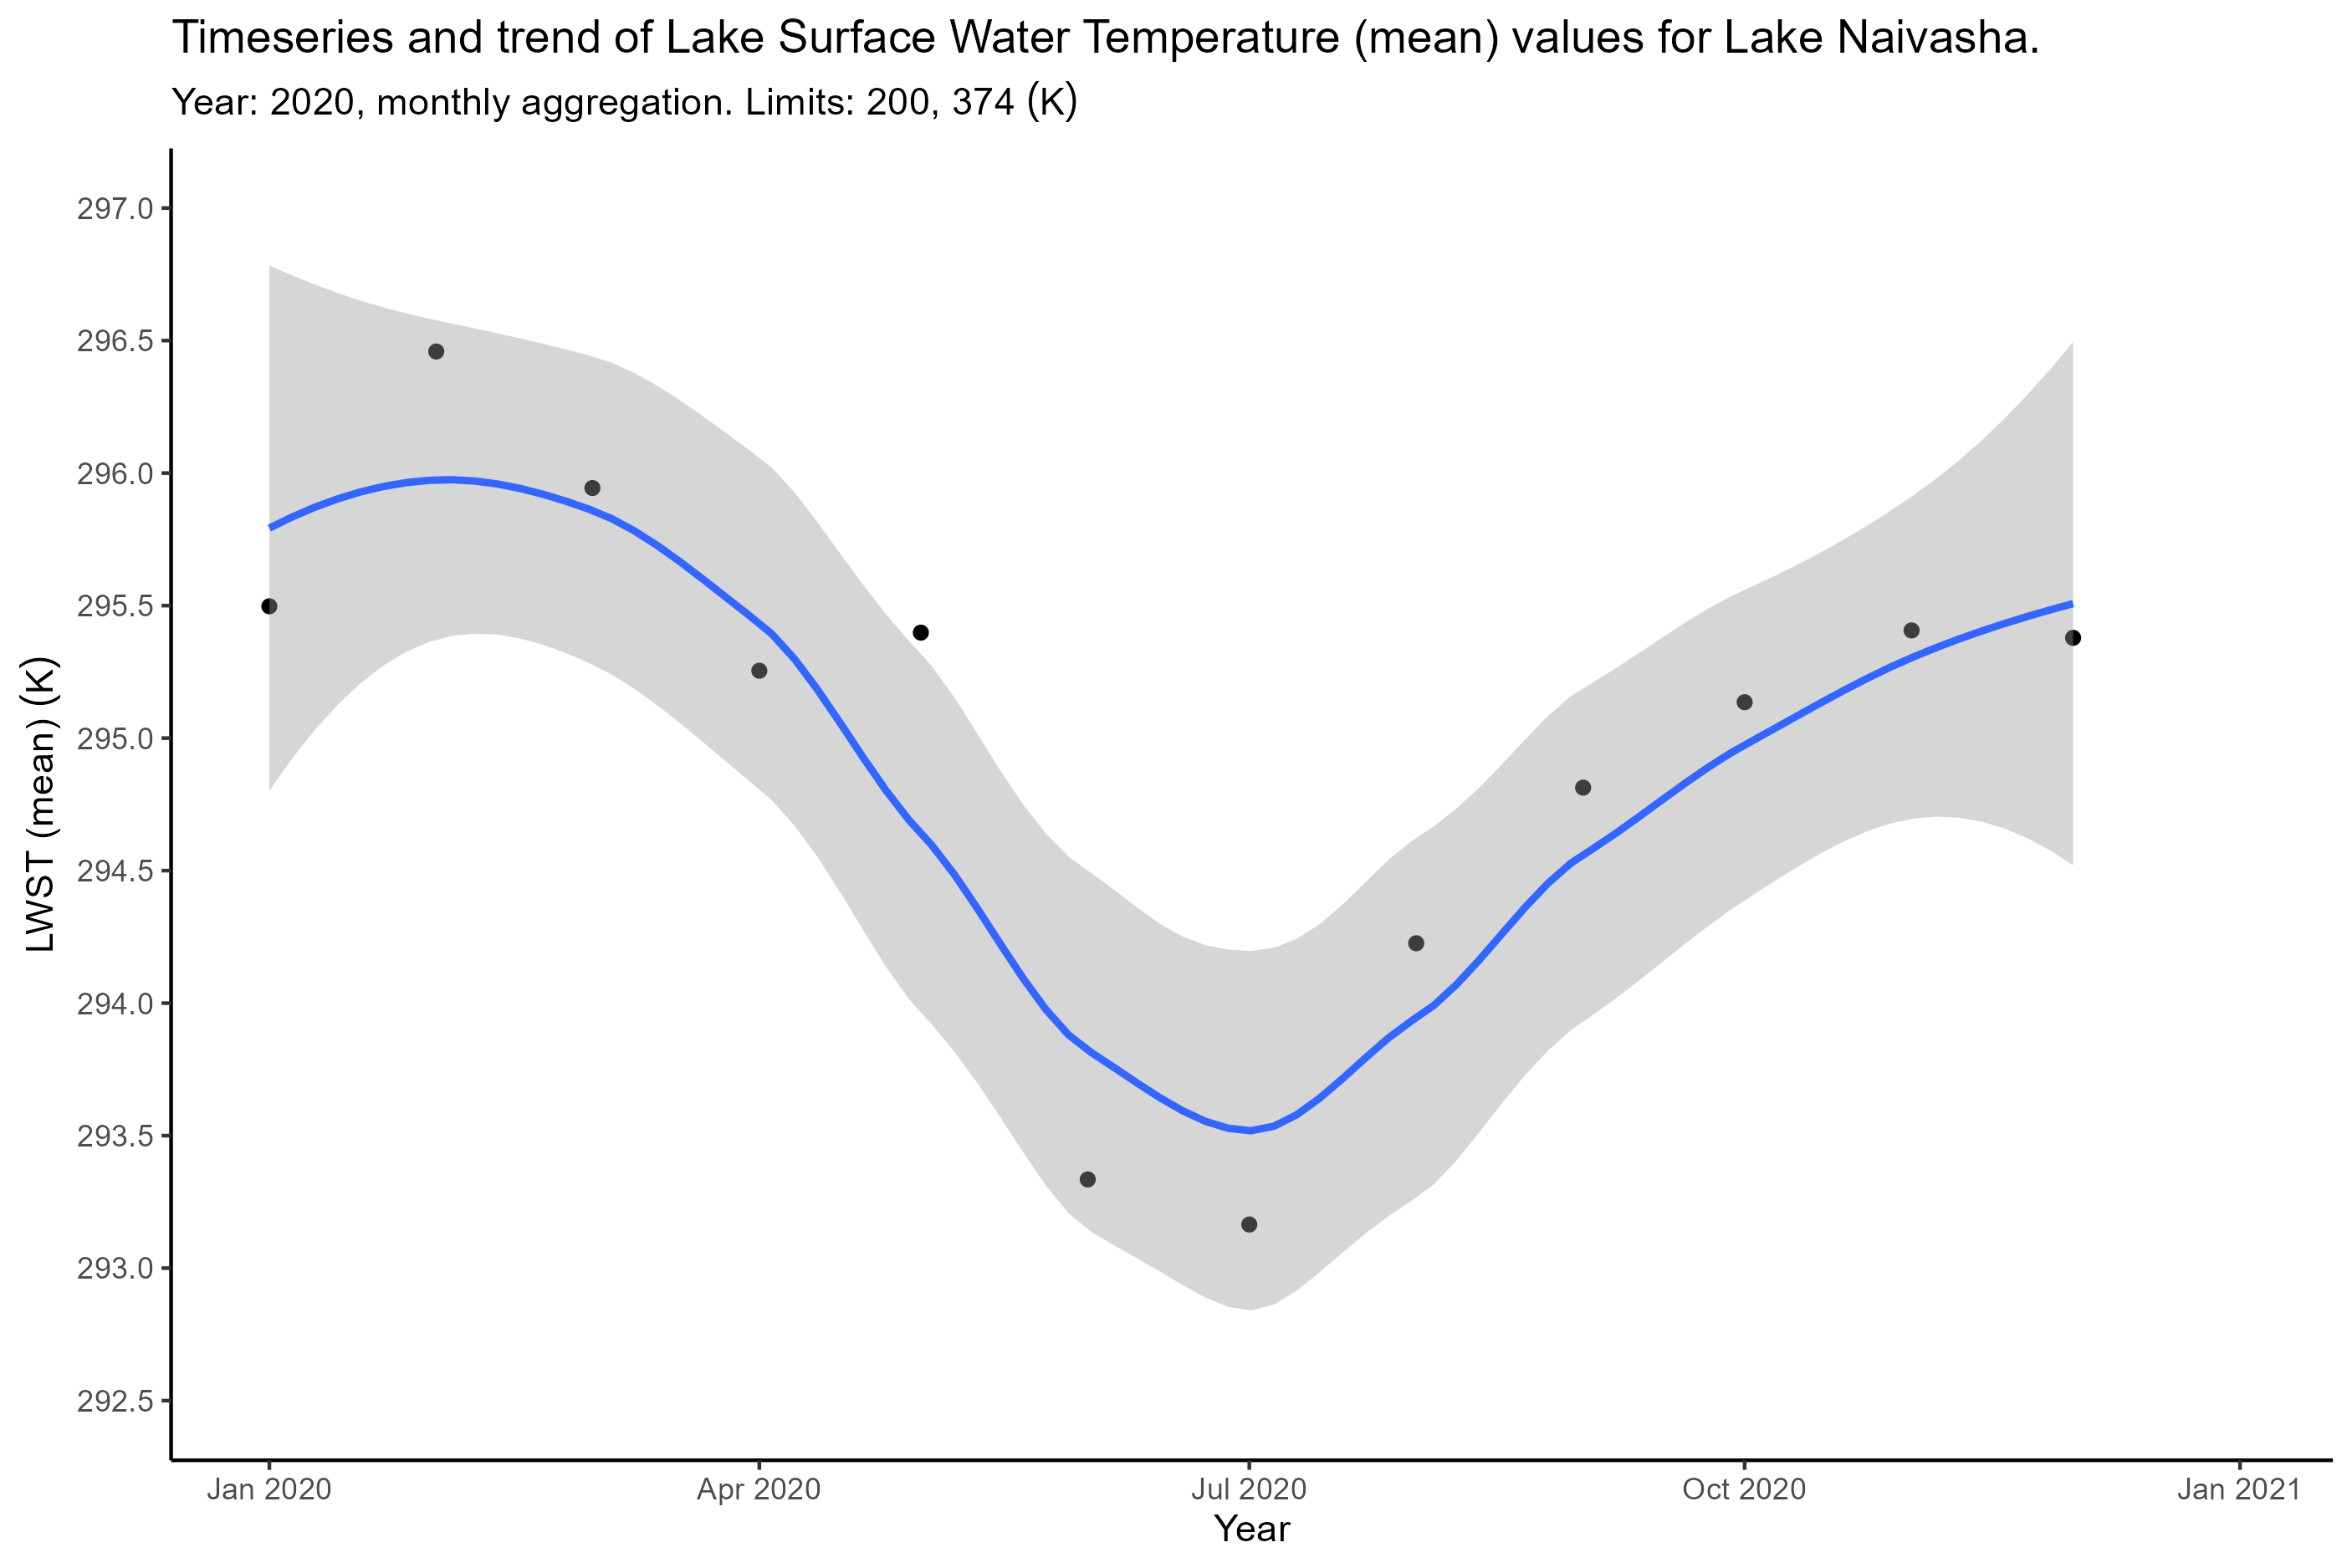 Timeseries and trend of Lake Surface Water Temperature (mean) values for Lake Naivasha.
Year: 2020, monthly aggregation. Limits: 200, 374 (K)
LWST (mean) (K)
297.0
296.5
296.0
295.5
295.0
294.5
294.0
293.5
293.0
292.5
Jan 2020
Apr 2020
Jul 2020
Oct 2020
Jan 2021
Year